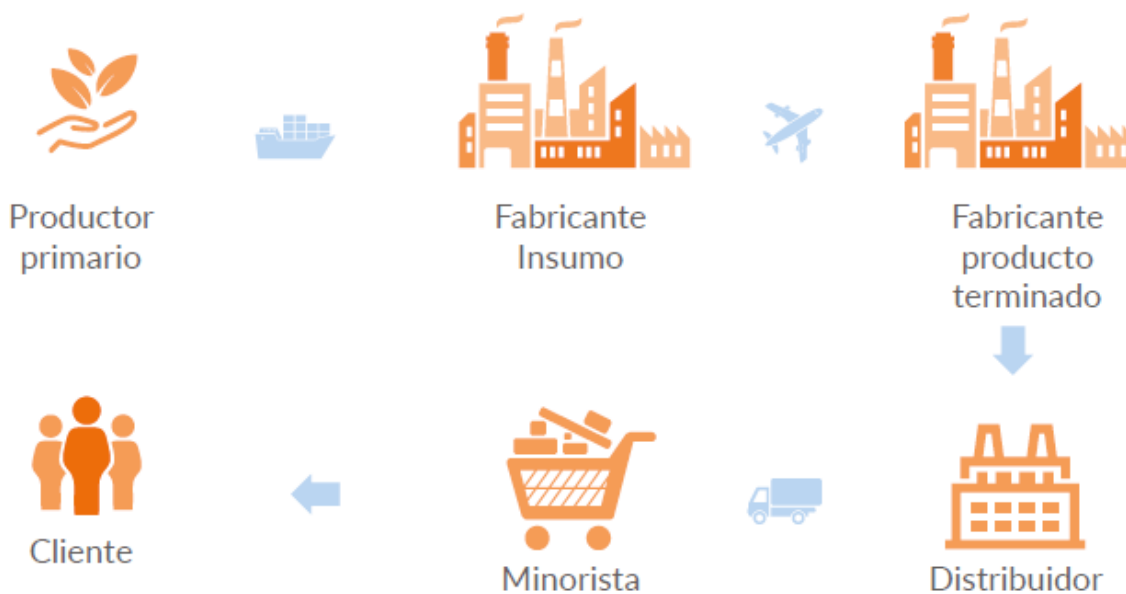 Productor
primario
Fabricante
Insumo
Fabricante
producto
terminado
Cliente
Minorista
Distribuidor